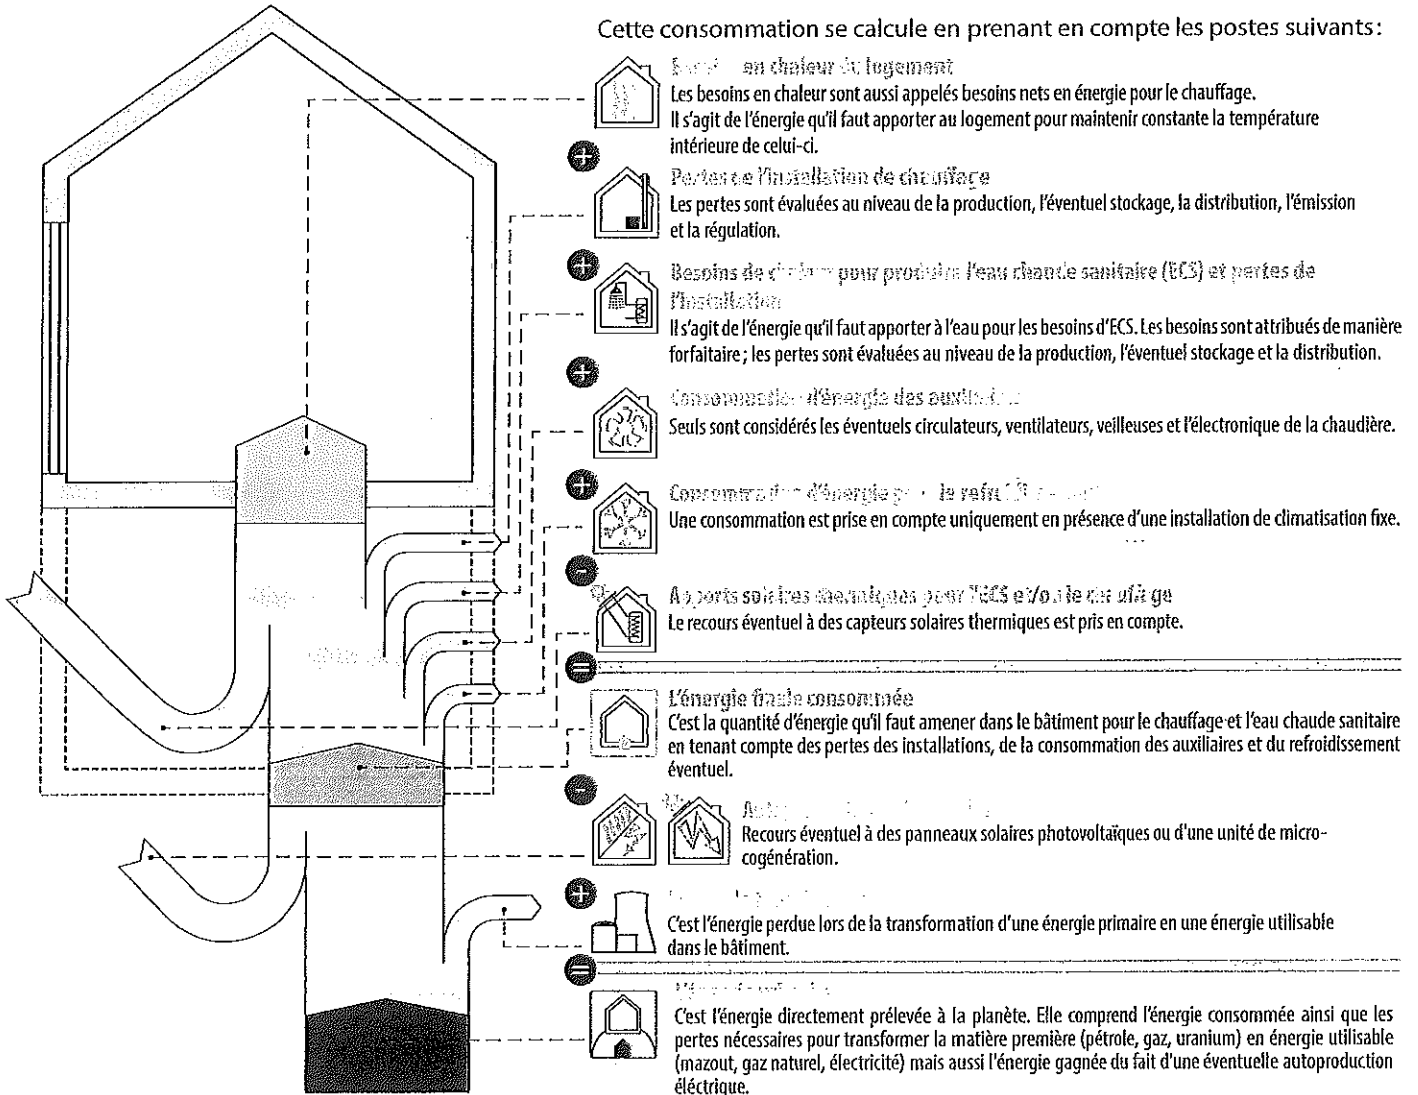 Cette consommation se calcule en prenant en compte les postes suivants:
en chaleur du logement
Les besoins en chaleur sont aussi appelés besoins nets en énergie pour le chauffage.
Il s'agit de l'énergie qu'il faut apporter au logement pour maintenir constante la température
intérieure de celui-ci.
+
Pertes de l'installation de chauffage
Les pertes sont évaluées au niveau de la production, l'éventuel stockage, la distribution, l'émission
et la régulation.
+
Besoins de chaleur pour produire l'eau chaude sanitaire (ECS) et pertes de
l'installation
Il s'agit de l'énergie qu'il faut apporter à l'eau pour les besoins d'ECS. Les besoins sont attribués de manière
forfaitaire; les pertes sont évaluées au niveau de la production, l'éventuel stockage et la distribution.
+
Consommation d'énergie des
Seuls sont considérés les éventuels circulateurs, ventilateurs, veilleuses et l'électronique de la chaudière.
+
Consommation d'énergie le
Une consommation est prise en compte uniquement en présence d'une installation de climatisation fixe.
-
Apports solaires thermiques pour l'ECS et/ou le chauffage
Le recours éventuel à des capteurs solaires thermiques est pris en compte.
=
L'énergie finale consommée
C'est la quantité d'énergie qu'il faut amener dans le bâtiment pour le chauffage et l'eau chaude sanitaire
en tenant compte des pertes des installations, de la consommation des auxiliaires et du refroidissement
éventuel.
-
Recours éventuel à des panneaux solaires photovoltaïques ou d'une unité de micro-
cogénération.
+
C'est l'énergie perdue lors de la transformation d'une énergie primaire en une énergie utilisable
dans le bâtiment.
=
C'est l'énergie directement prélevée à la planète. Elle comprend l'énergie consommée ainsi que les
pertes nécessaires pour transformer la matière première (pétrole, gaz, uranium) en énergie utilisable
(mazout, gaz naturel, électricité) mais aussi l'énergie gagnée du fait d'une éventuelle autoproduction
éléctrique.